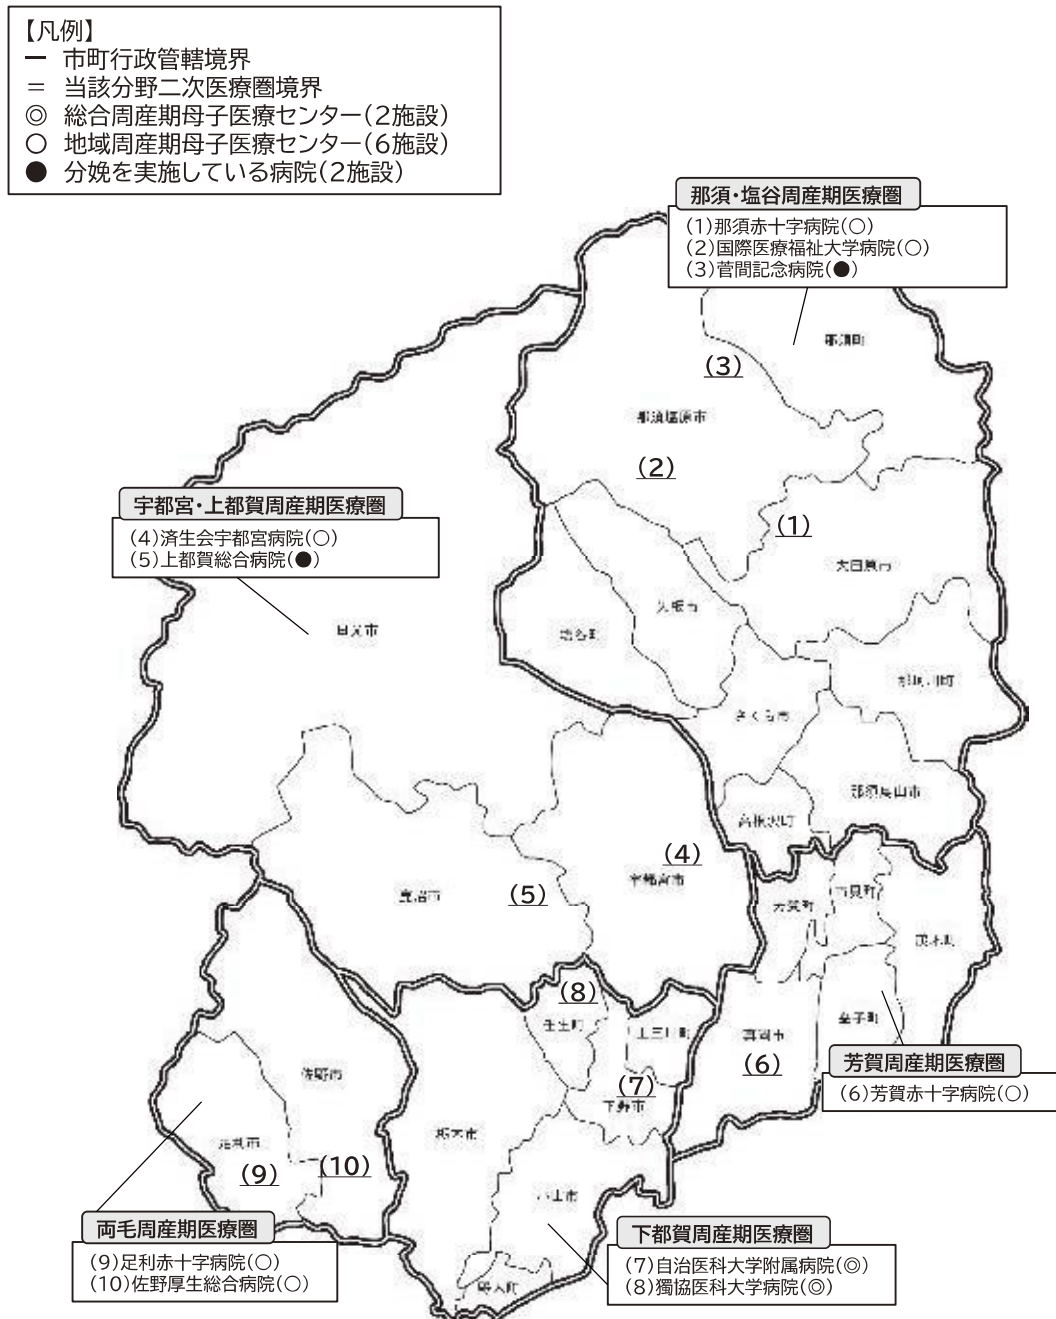 【凡例】
━ 市町行政管轄境界
＝ 当該分野二次医療圏境界
◎ 総合周産期母子医療センター(2施設)
○ 地域周産期母子医療センター(6施設)
● 分娩を実施している病院(2施設)
那須・塩谷周産期医療圏
(1)那須赤十字病院(○)
(2)国際医療福祉大学病院(○)
(3)菅間記念病院(●)
那須町
(3)
那須塩原市
(2)
宇都宮・上都賀周産期医療圏
(4)済生会宇都宮病院(○)
(5)上都賀総合病院(●)
(1)
大田原市
矢板市
日光市
塩谷町
那珂川町
さくら市
那須烏山市
高根沢町
(4)
宇都宮市
(5)
鹿沼市
市貝町
芳賀町
茂木町
(8)
壬生町
上三川町
益子町
真岡市
(6)
芳賀周産期医療圏
(6)芳賀赤十字病院(○)
佐野市
(7)
下野市
足利市
栃木市
(9)
(10)
小山市
両毛周産期医療圏
(9)足利赤十字病院(○)
(10)佐野厚生総合病院(○)
下都賀周産期医療圏
(7)自治医科大学附属病院(◎)
(8)獨協医科大学病院(◎)
野木町